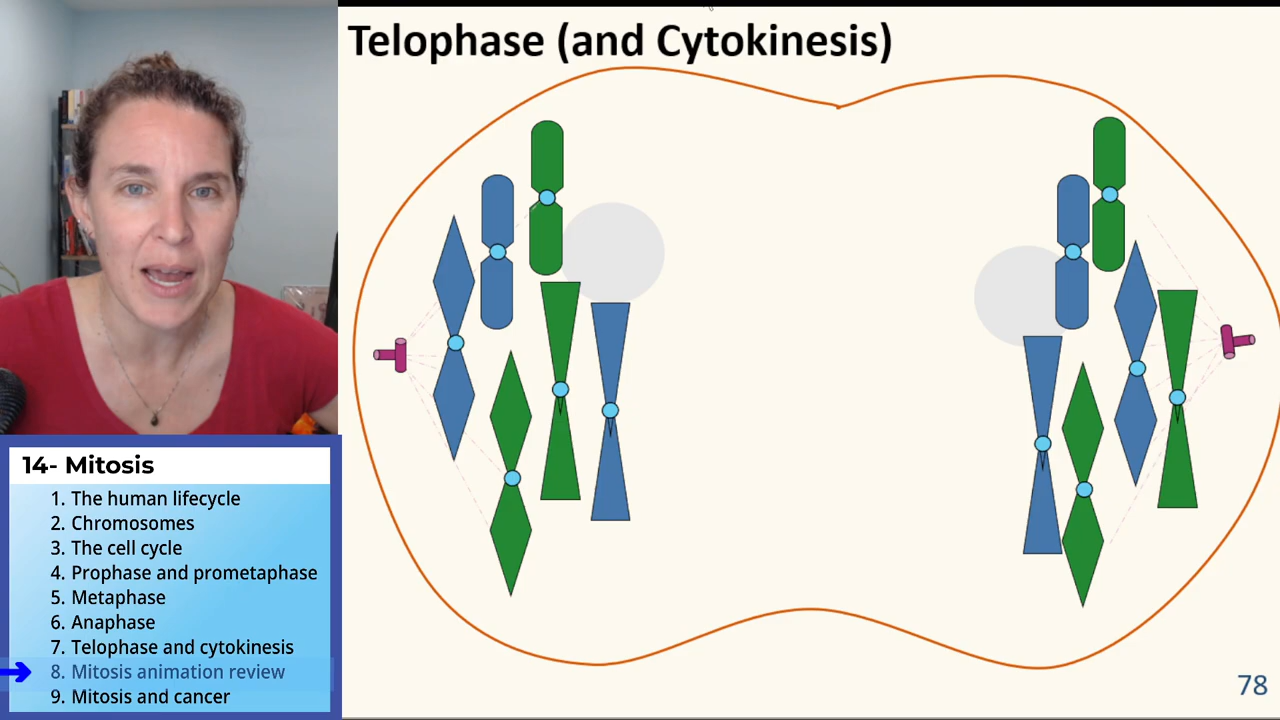 Telophase (and Cytokinesis)
14- Mitosis
1. The human lifecycle
2. Chromosomes
3. The cell cycle
4. Prophase and prometaphase
5. Metaphase
6. Anaphase
7. Telophase and cytokinesis
8. Mitosis animation review
9. Mitosis and cancer
78